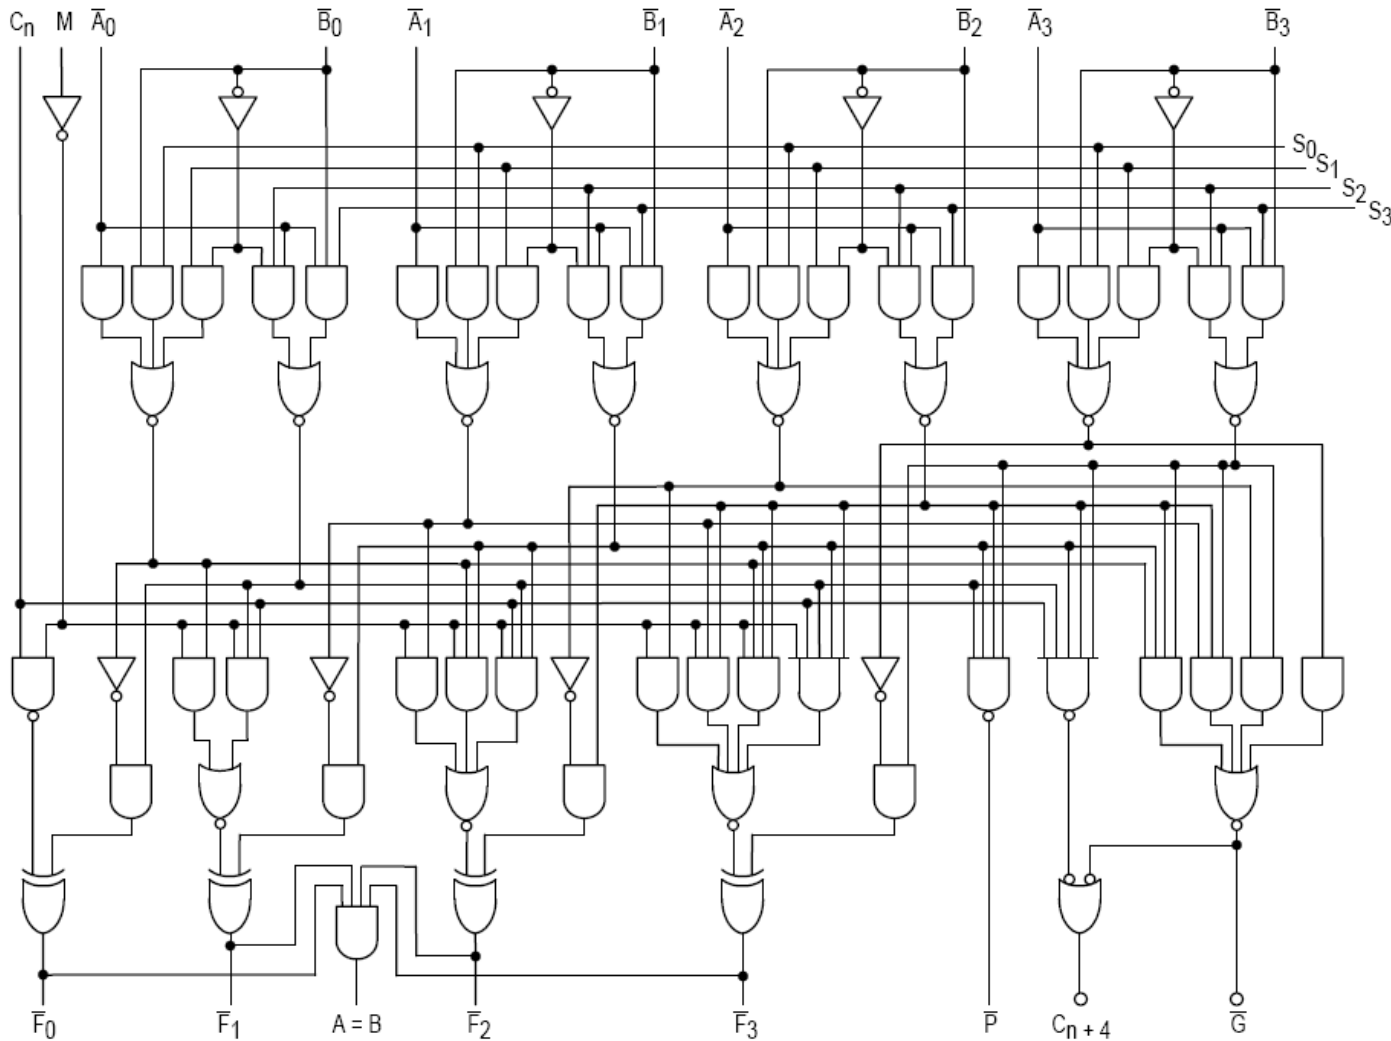 Cn M A̅0 B̅0 A̅1 B̅1 A̅2 B̅2 A̅3 B̅3
S0
S1
S2
S3
F̅0 F̅1 A = B F̅2 F̅3 P̅ Cn + 4 G̅